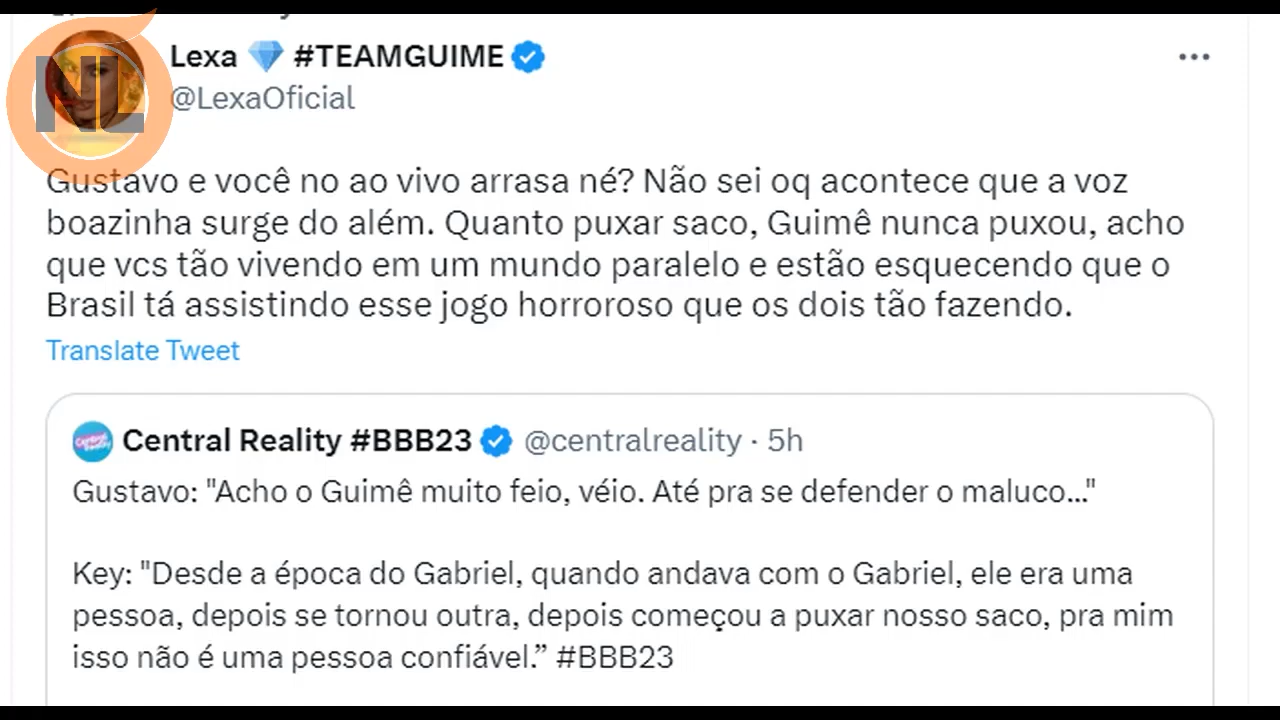 Lexa 💎 #TEAMGUIME
@LexaOficial
NL
Gustavo e você no ao vivo arrasa né? Não sei oq acontece que a voz
boazinha surge do além. Quanto puxar saco, Guimê nunca puxou, acho
que vcs tão vivendo em um mundo paralelo e estão esquecendo que o
Brasil tá assistindo esse jogo horroroso que os dois tão fazendo.
Translate Tweet
Central Reality #BBB23 @centralreality · 5h
Gustavo: "Acho o Guimê muito feio, véio. Até pra se defender o maluco..."
Key: "Desde a época do Gabriel, quando andava com o Gabriel, ele era uma
pessoa, depois se tornou outra, depois começou a puxar nosso saco, pra mim
isso não é uma pessoa confiável.” #BBB23